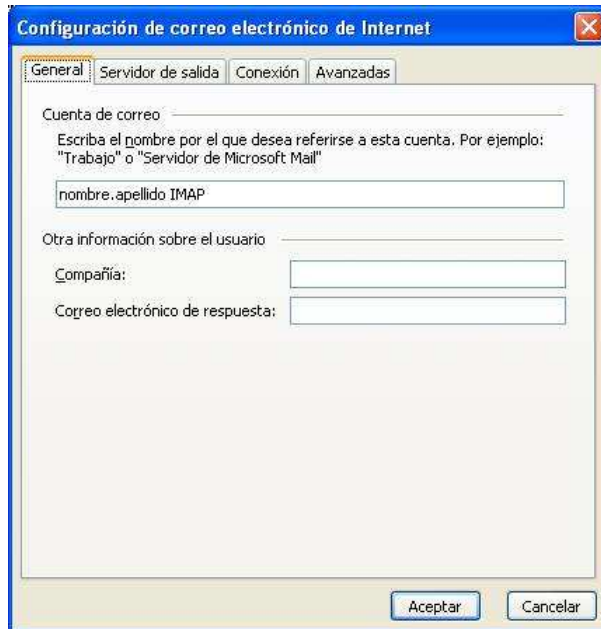 Configuración de correo electrónico de Internet
General
Servidor de salida
Conexión
Avanzadas
Cuenta de correo
Escriba el nombre por el que desea referirse a esta cuenta. Por ejemplo:
"Trabajo" o "Servidor de Microsoft Mail"
nombre.apellido IMAP
Otra información sobre el usuario
Compañía:
Correo electrónico de respuesta:
Aceptar
Cancelar